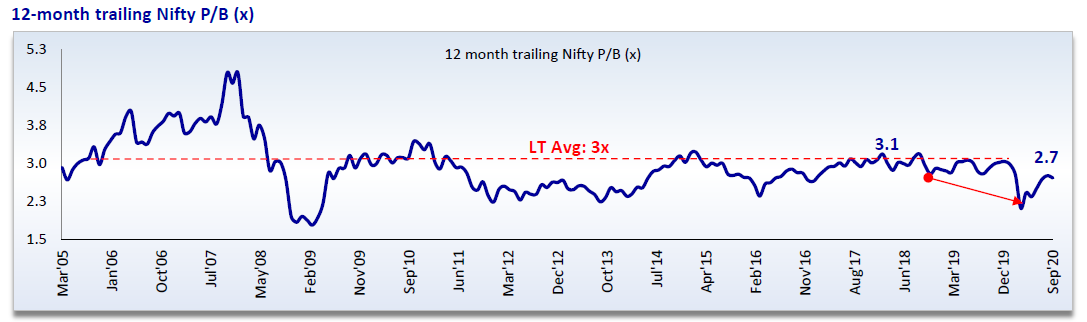 12-month trailing Nifty P/B (x)
12 month trailing Nifty P/B (x)
5.3
4.5
3.8
3.0
2.3
1.5
LT Avg: 3x
3.1
2.7
Mar'05
Jan'06
Oct'06
Jul'07
May'08
Feb'09
Nov'09
Sep'10
Jun'11
Mar'12
Dec'12
Oct'13
Jul'14
Apr'15
Feb'16
Nov'16
Aug'17
Jun'18
Mar'19
Dec'19
Sep'20